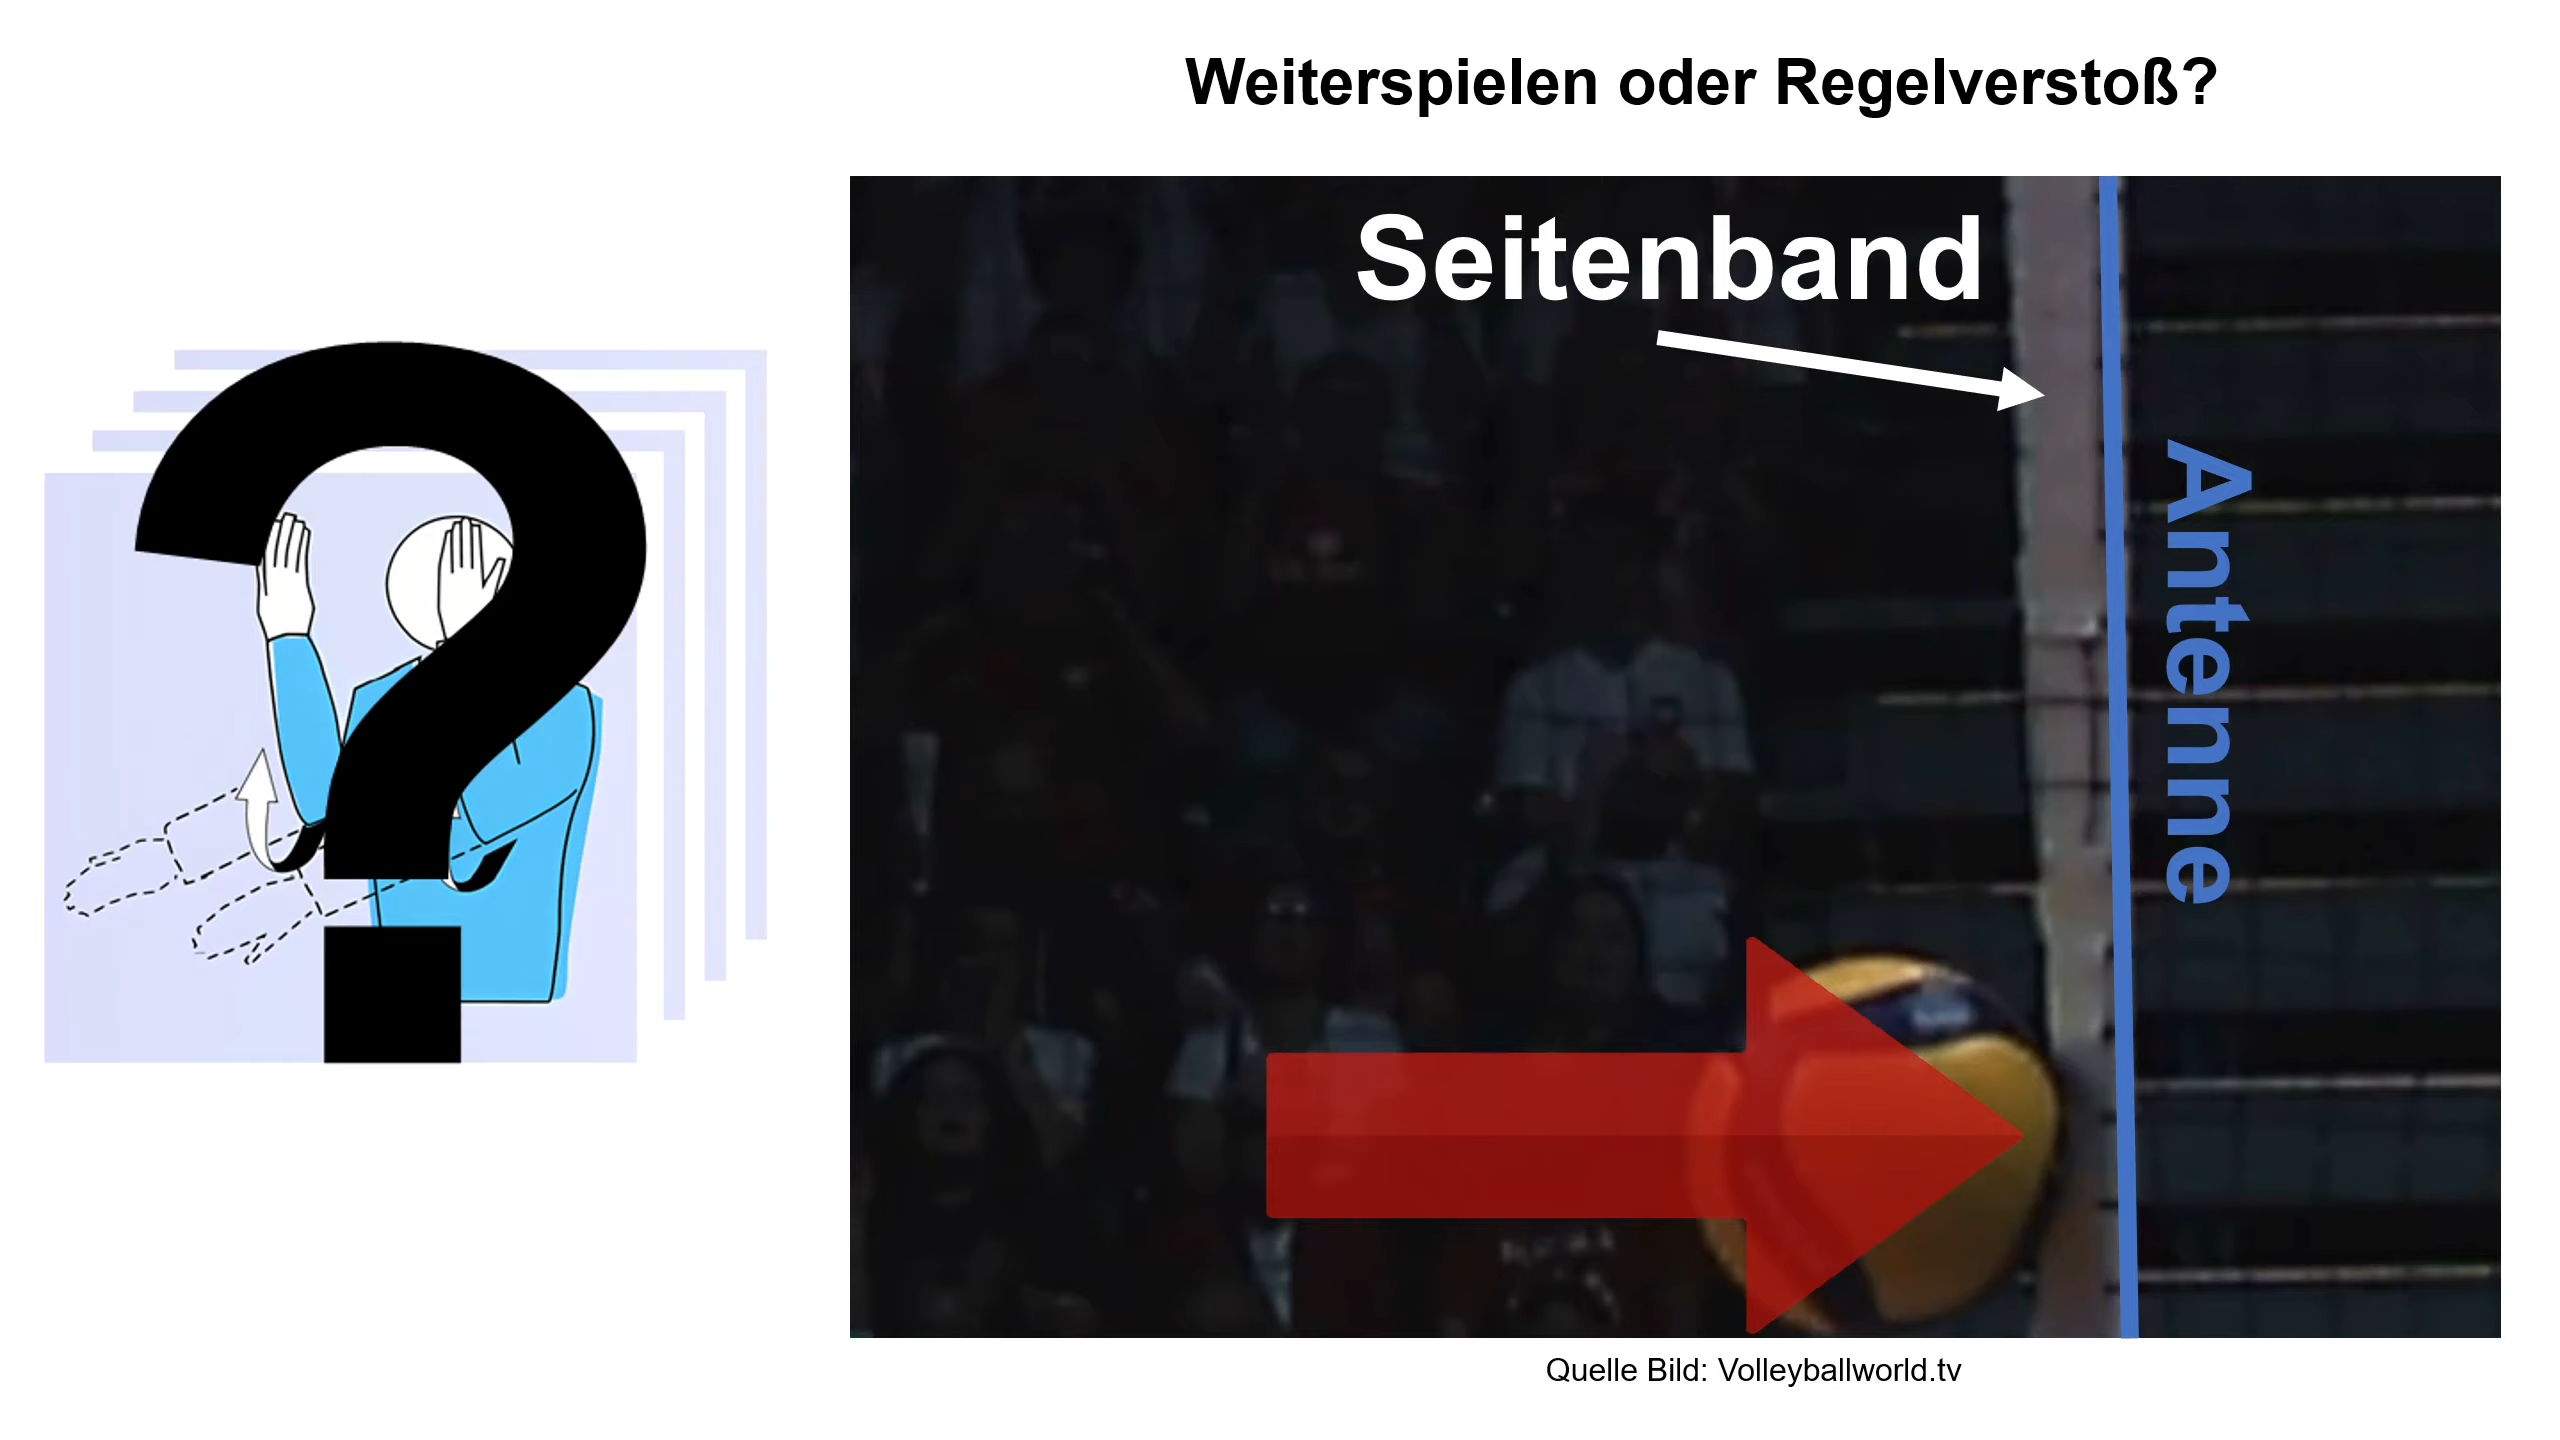 Weiterspielen oder Regelverstoß?
Seitenband
Antenne
?
Quelle Bild: Volleyballworld.tv